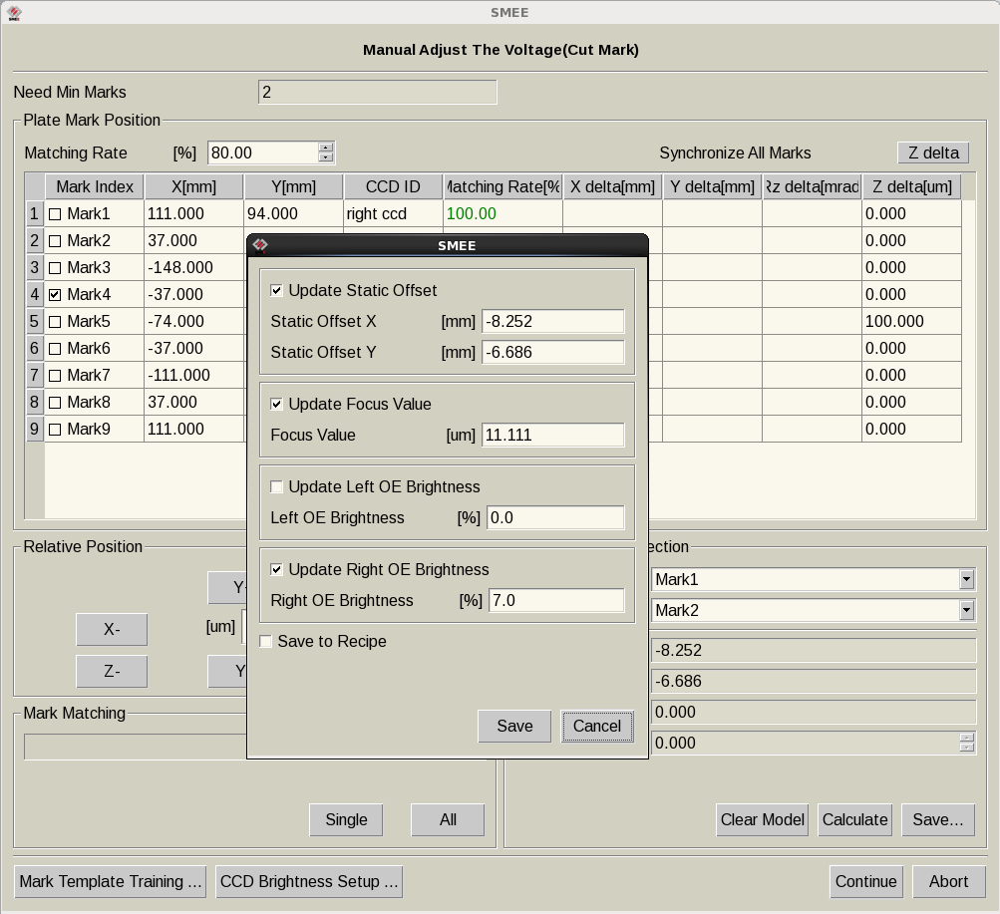 SMEE
Manual Adjust The Voltage(Cut Mark)
Need Min Marks 2
Plate Mark Position
Matching Rate [%] 80.00 Synchronize All Marks Z delta
Mark Index X[mm] Y[mm] CCD ID Matching Rate[% X delta[mm] Y delta[mm] Rz delta[mrad Z delta[um]
1 Mark1 111.000 94.000 right ccd 100.00 0.000
2 Mark2 37.000 0.000
3 Mark3 -148.000 0.000
4 Mark4 -37.000 0.000
5 Mark5 -74.000 100.000
6 Mark6 -37.000 0.000
7 Mark7 -111.000 0.000
8 Mark8 37.000 0.000
9 Mark9 111.000 0.000
SMEE
Update Static Offset
Static Offset X [mm] -8.252
Static Offset Y [mm] -6.686
Update Focus Value
Focus Value [um] 11.111
Update Left OE Brightness
Left OE Brightness [%] 0.0
Update Right OE Brightness
Right OE Brightness [%] 7.0
Save to Recipe
Save Cancel
Relative Position
Y-
X- [um]
Z- Y
ection
Mark1
Mark2
-8.252
-6.686
0.000
0.000
Mark Matching
Single All
Clear Model Calculate Save...
Mark Template Training ... CCD Brightness Setup ... Continue Abort